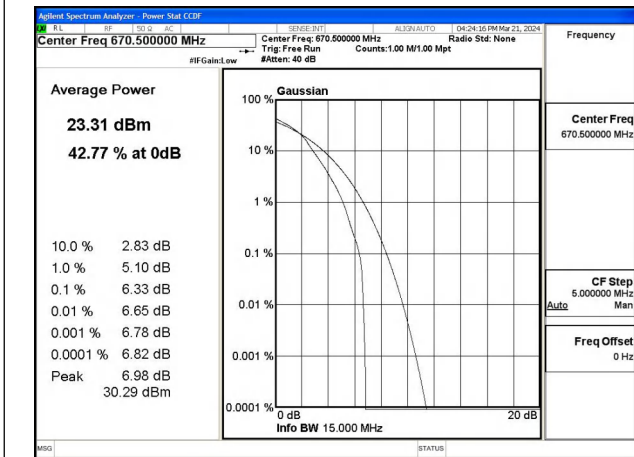 Agilent Spectrum Analyzer - Power Stat CCDF
RL RF 50 Ω AC SENSE:INT ALIGN AUTO 04:24:16 PM Mar 21, 2024
Center Freq 670.500000 MHz
Center Freq: 670.500000 MHz Radio Std: None
Trig: Free Run Counts:1.00 M/1.00 Mpt
#IFGain:Low #Atten: 40 dB
Frequency
Average Power
23.31 dBm
42.77 % at 0dB
10.0 % 2.83 dB
1.0 % 5.10 dB
0.1 % 6.33 dB
0.01 % 6.65 dB
0.001 % 6.78 dB
0.0001 % 6.82 dB
Peak 6.98 dB
30.29 dBm
Gaussian
100 %
10 %
1 %
0.1 %
0.01 %
0.001 %
0.0001 %
0 dB 20 dB
Info BW 15.000 MHz
Center Freq
670.500000 MHz
CF Step
5.000000 MHz
Auto Man
Freq Offset
0 Hz
MSG STATUS